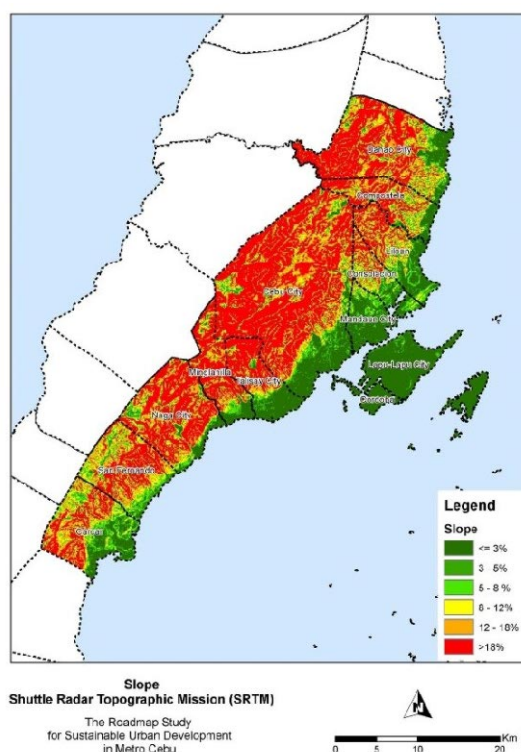 Danao City
Compostela
Liloan
Consolacion
Cebu City
Mandaue City
Lapu-Lapu City
Cordoba
Minglanilla
Talisay City
Naga City
San Fernando
Carcar
Legend
Slope
<= 3%
3 - 5%
5 - 8 %
8 - 12%
12 - 18%
>18%
Slope
Shuttle Radar Topographic Mission (SRTM)
The Roadmap Study
for Sustainable Urban Development
in Metro Cebu
N
Km
0 5 10 20